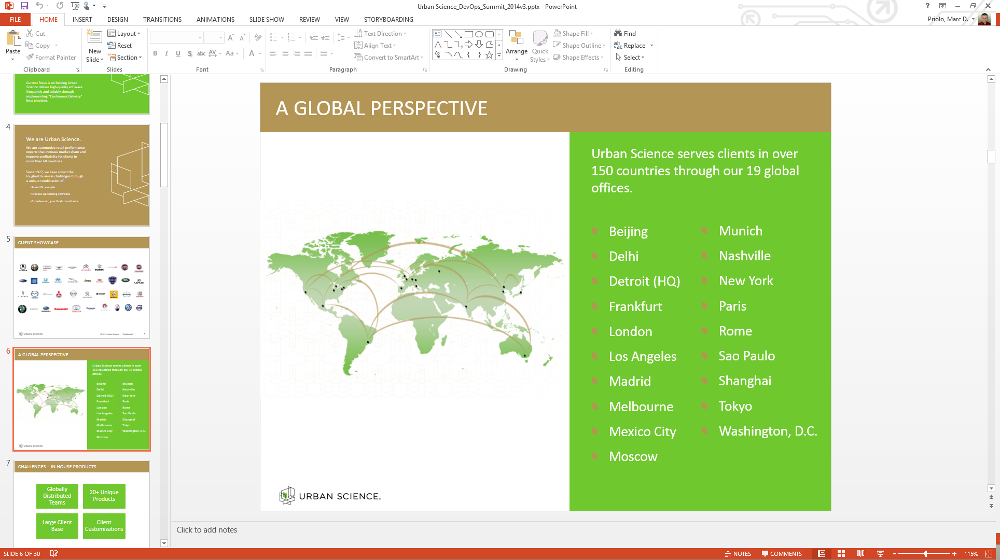 Urban Science_DevOps_Summit_2014v3.pptx - PowerPoint
FILE HOME INSERT DESIGN TRANSITIONS ANIMATIONS SLIDE SHOW REVIEW VIEW STORYBOARDING
Priolo, Marc D.
Paste
Cut
Copy
Format Painter
Clipboard
New
Slide
Layout
Reset
Section
Slides
B I U S abc AV Aa A
Font
Text Direction
Align Text
Convert to SmartArt
Paragraph
Arrange
Quick
Styles
Shape Fill
Shape Outline
Shape Effects
Drawing
Find
Replace
Select
Editing
Current focus is on helping Urban
Science deliver high-quality software
frequently and reliably through
implementing "Continuous Delivery"
best practices.
4
We are Urban Science.
We are automotive retail performance
experts that increase market share and
improve profitability for clients in
more than 60 countries.
Since 1977, we have solved the
toughest business challenges through
a unique combination of:
•Scientific analysis
•Process-optimizing software
•Experienced, practical consultants
5
CLIENT SHOWCASE
ACURA
SUZUKI
Jeep
LEXUS
LINCOLN
mazda
SUBARU
Kawasaki
TOYOTA
URBAN SCIENCE
© 2014 Urban Science Confidential
6
A GLOBAL PERSPECTIVE
Urban Science serves clients in over
150 countries through our 19 global
offices.
Beijing Munich
Delhi Nashville
Detroit (HQ) New York
Frankfurt Paris
London Rome
Los Angeles Sao Paulo
Madrid Shanghai
Melbourne Tokyo
Mexico City Washington, D.C.
Moscow
URBAN SCIENCE
7
CHALLENGES – IN HOUSE PRODUCTS
Globally
Distributed
Teams
20+ Unique
Products
Large Client
Base
Client
Customizations
A GLOBAL PERSPECTIVE
Urban Science serves clients in over
150 countries through our 19 global
offices.
Beijing
Delhi
Detroit (HQ)
Frankfurt
London
Los Angeles
Madrid
Melbourne
Mexico City
Moscow
Munich
Nashville
New York
Paris
Rome
Sao Paulo
Shanghai
Tokyo
Washington, D.C.
URBAN SCIENCE.
Click to add notes
SLIDE 6 OF 30
NOTES COMMENTS 115%